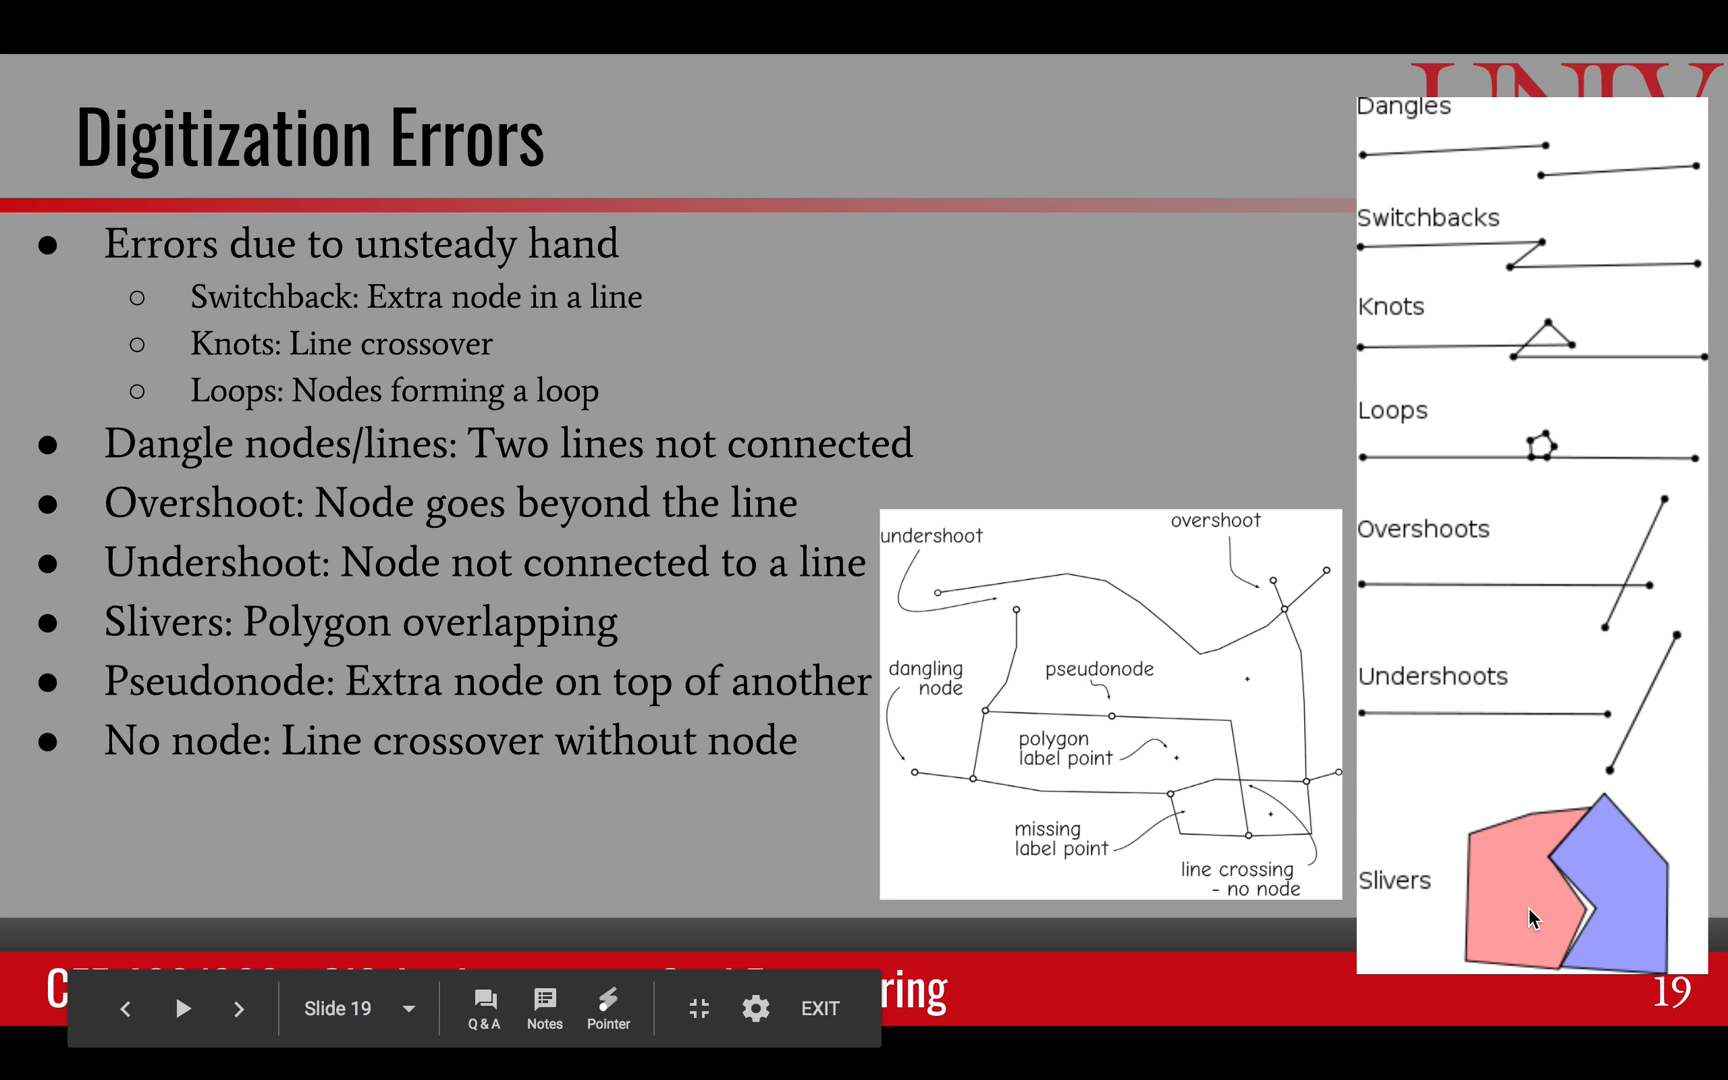 UNIV
Digitization Errors
● Errors due to unsteady hand
○ Switchback: Extra node in a line
○ Knots: Line crossover
○ Loops: Nodes forming a loop
● Dangle nodes/lines: Two lines not connected
● Overshoot: Node goes beyond the line
● Undershoot: Node not connected to a line
● Slivers: Polygon overlapping
● Pseudonode: Extra node on top of another
● No node: Line crossover without node
undershoot
overshoot
dangling
node
pseudonode
polygon
label point
missing
label point
line crossing
- no node
Dangles
Switchbacks
Knots
Loops
Overshoots
Undershoots
Slivers
ring
19
Slide 19
Q & A
Notes
Pointer
EXIT